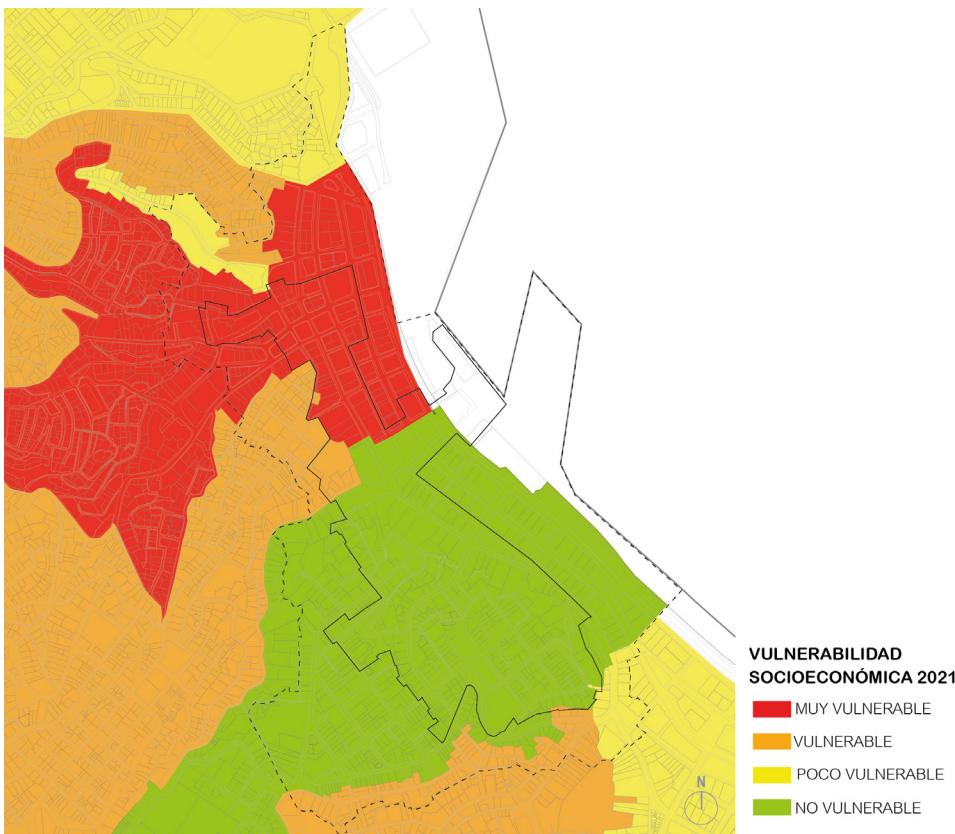 VULNERABILIDAD
SOCIOECONÓMICA 2021
MUY VULNERABLE
VULNERABLE
POCO VULNERABLE
NO VULNERABLE
N